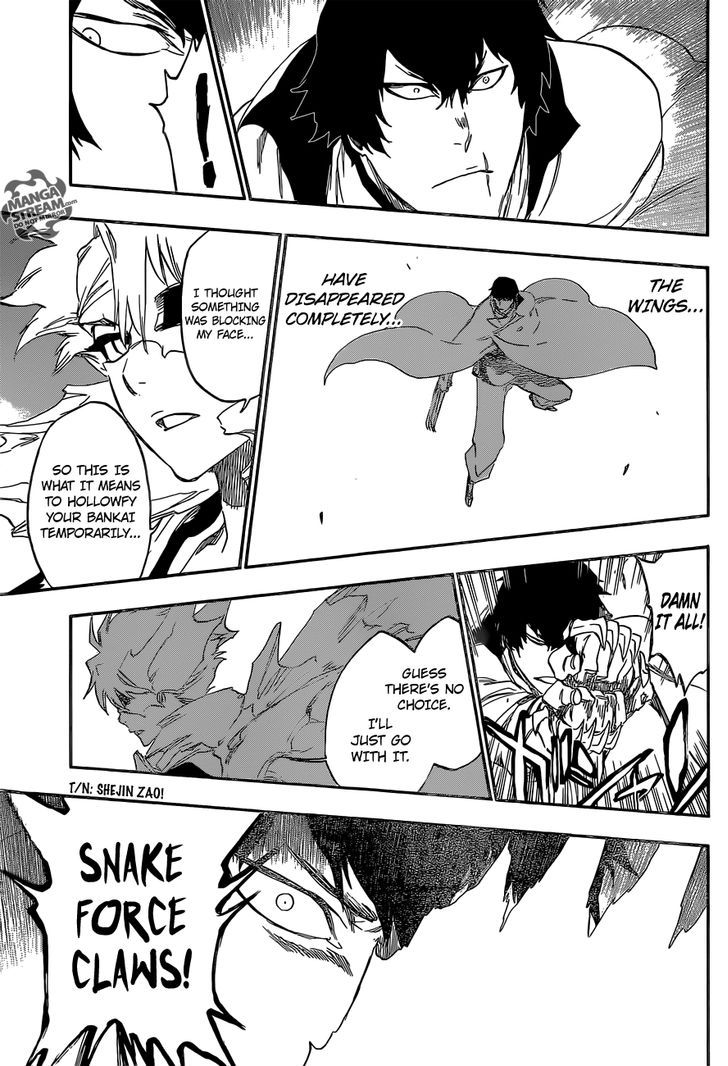 !
MANGA
STREAM.com
DO NOT MIRROR
THE
WINGS...
HAVE
DISAPPEARED
COMPLETELY...
I THOUGHT
SOMETHING
WAS BLOCKING
MY FACE...
SO THIS IS
WHAT IT MEANS
TO HOLLOWFY
YOUR BANKAI
TEMPORARILY...
DAMN
IT ALL!
GUESS
THERE'S NO
CHOICE.
I'LL
JUST GO
WITH IT.
T/N: SHEJIN ZAO!
SNAKE
FORCE
CLAWS!